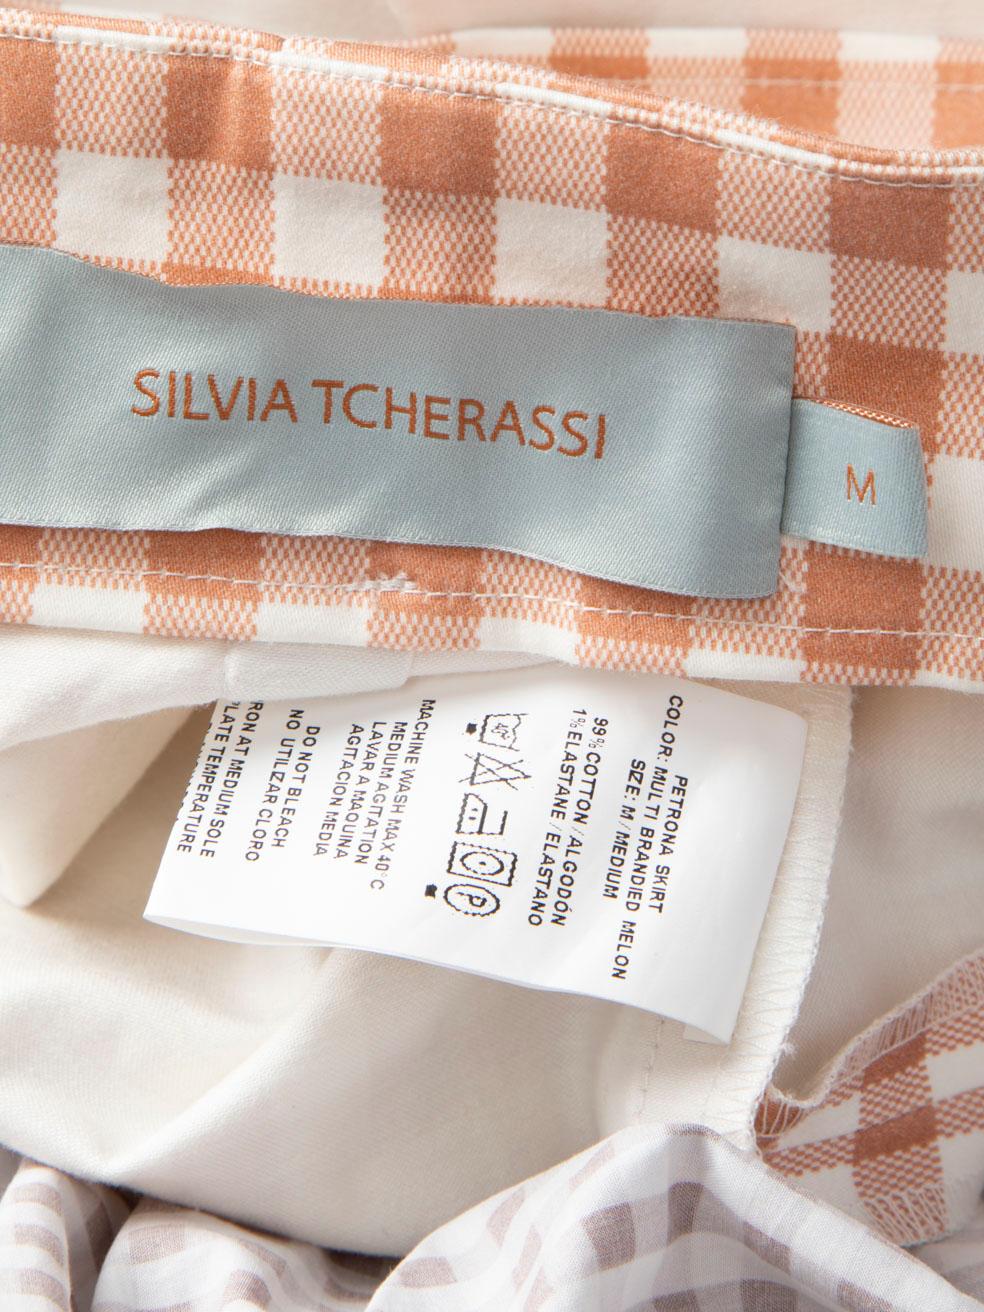 SILVIA TCHERASSI
M
PETRONA SKIRT
COLOR: MULTI BRANDIED MELON
SIZE: M / MEDIUM
99% COTTON / ALGODÓN
1% ELASTANE / ELASTANO
40°
P
MACHINE WASH MAX 40°C
MEDIUM AGITATION
LAVAR A MAQUINA
AGITACION MEDIA
DO NOT BLEACH
NO UTILIZAR CLORO
IRON AT MEDIUM SOLE
PLATE TEMPERATURE